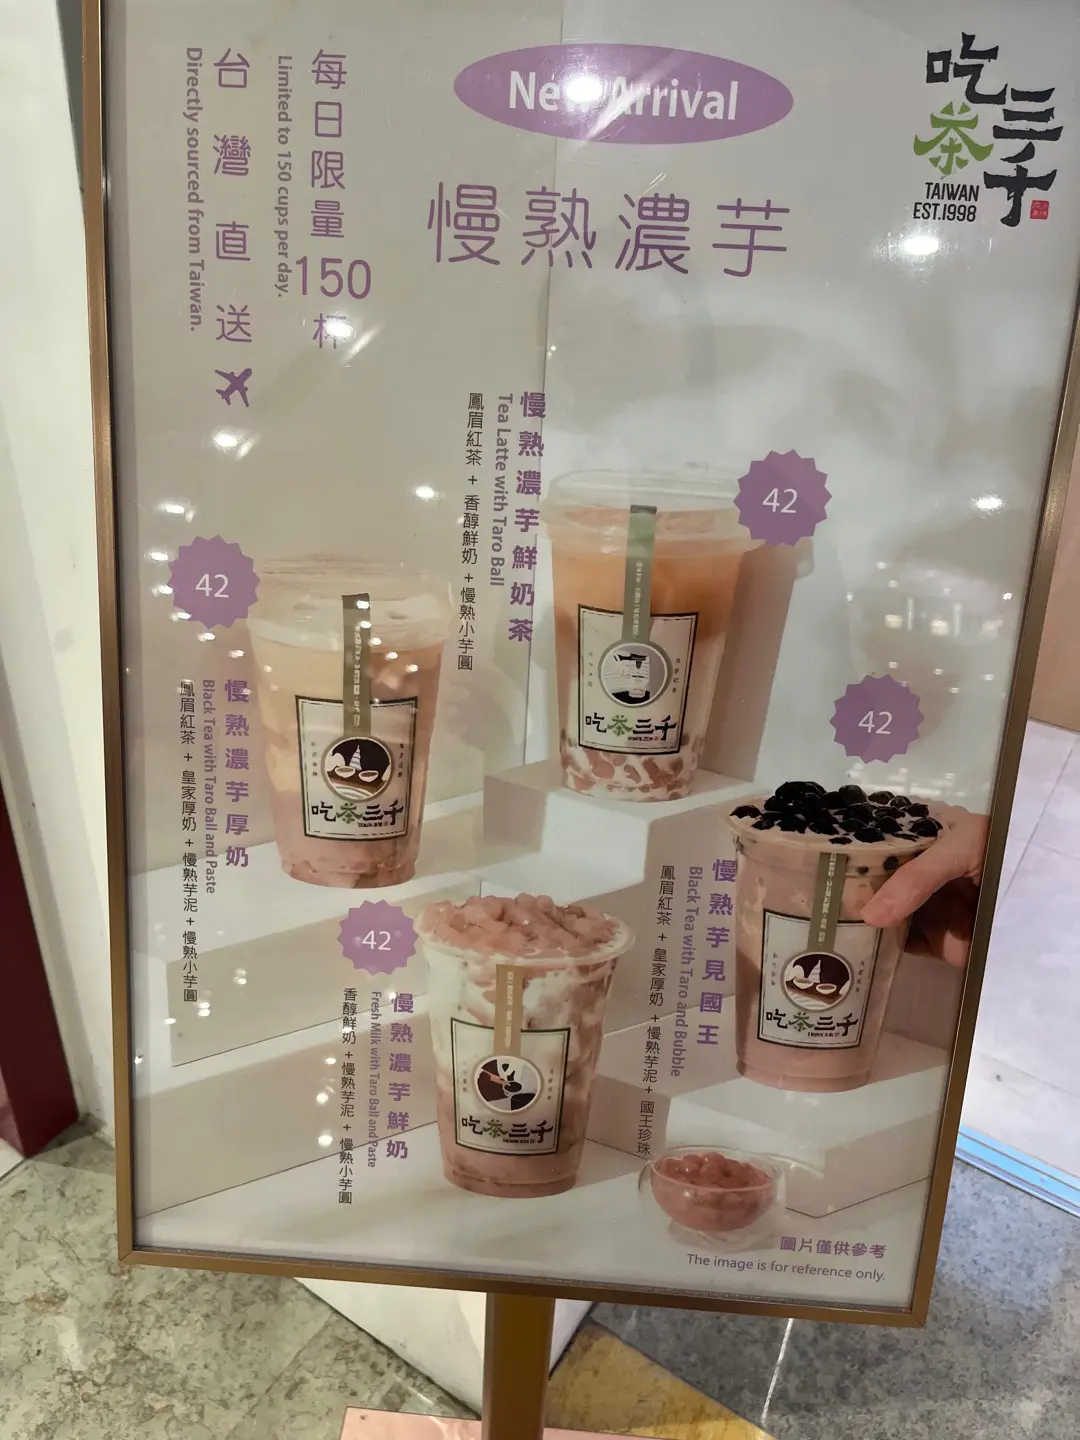 New Arrival
慢熟濃芋
吃茶三千
TAIWAN
EST.1998
每日限量150杯
Limited to 150 cups per day.
台灣直送
Directly sourced from Taiwan.
42
慢熟濃芋鮮奶茶
Tea Latte with Taro Ball
鳳眉紅茶 + 香醇鮮奶 + 慢熟小芋圓
42
慢熟濃芋厚奶
Black Tea with Taro Ball and Paste
鳳眉紅茶 + 皇家厚奶 + 慢熟芋泥 + 慢熟小芋圓
42
慢熟芋見國王
Black Tea with Taro and Bubble
鳳眉紅茶 + 皇家厚奶 + 慢熟芋泥 + 國王珍珠
42
慢熟濃芋鮮奶
Fresh Milk with Taro Ball and Paste
香醇鮮奶 + 慢熟芋泥 + 慢熟小芋圓
吃茶三千
吃茶三千
吃茶三千
吃茶三千
圖片僅供參考
The image is for reference only.